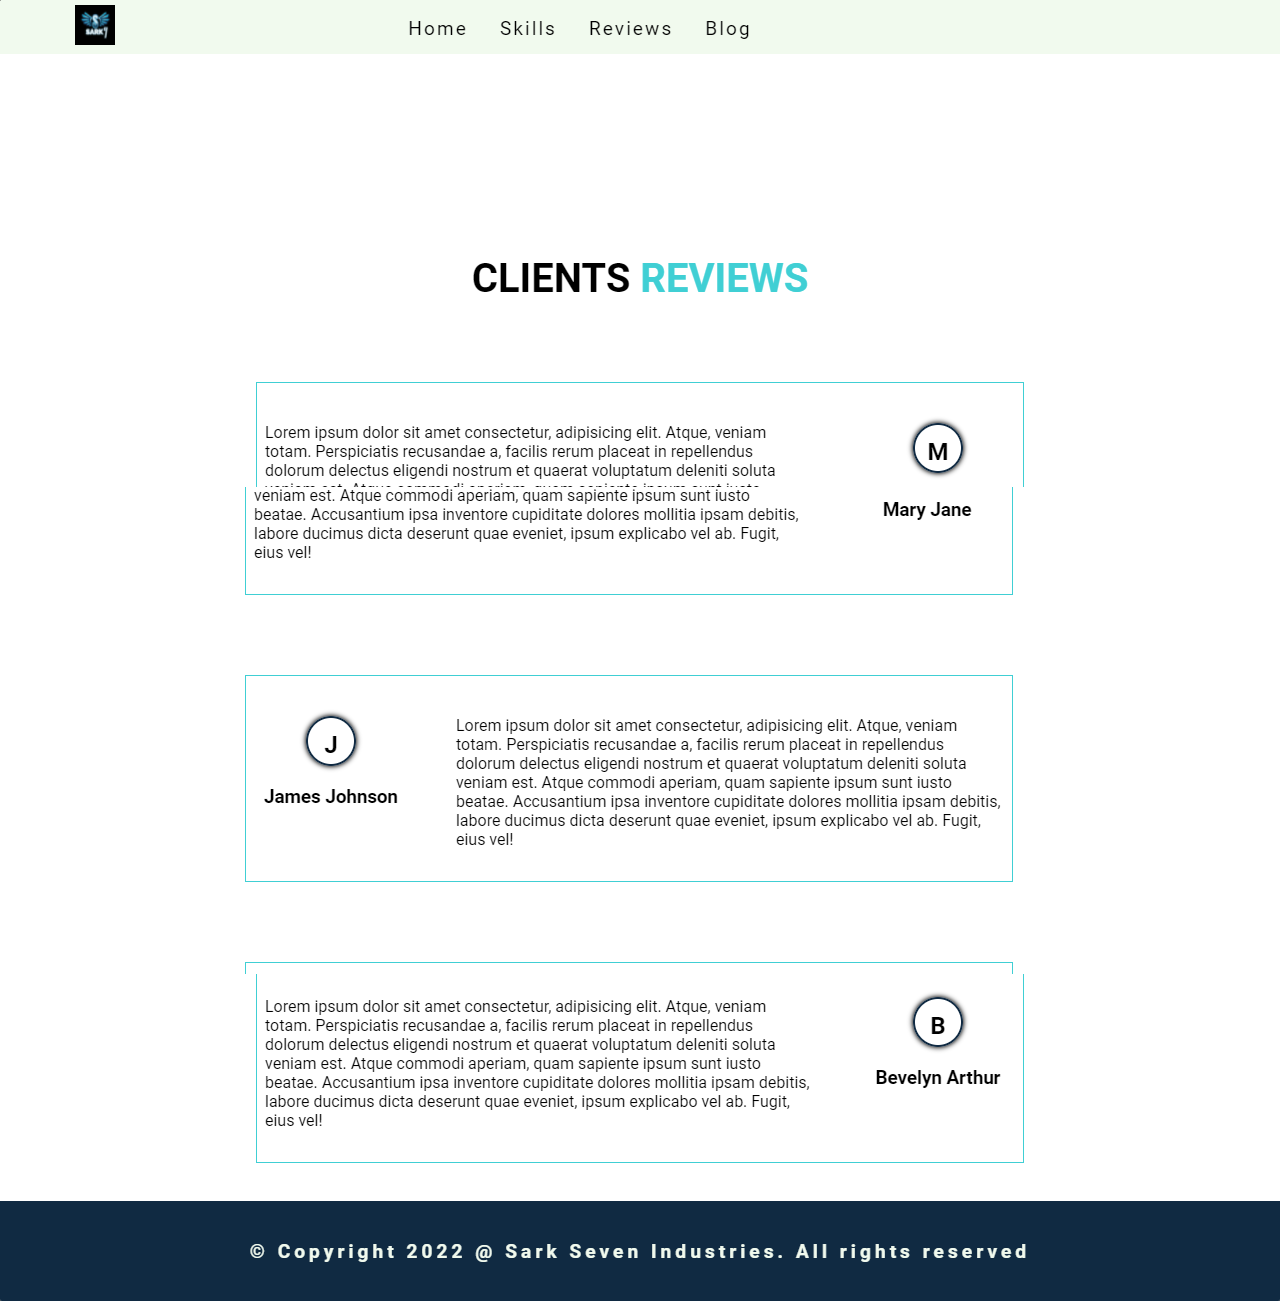 SARK 7
Home Skills Reviews Blog
CLIENTS REVIEWS
Lorem ipsum dolor sit amet consectetur, adipisicing elit. Atque, veniam
totam. Perspiciatis recusandae a, facilis rerum placeat in repellendus
dolorum delectus eligendi nostrum et quaerat voluptatum deleniti soluta
veniam est. Atque commodi aperiam, quam sapiente ipsum sunt iusto
veniam est. Atque commodi aperiam, quam sapiente ipsum sunt iusto
beatae. Accusantium ipsa inventore cupiditate dolores mollitia ipsam debitis,
labore ducimus dicta deserunt quae eveniet, ipsum explicabo vel ab. Fugit,
eius vel!
M
Mary Jane
J
James Johnson
Lorem ipsum dolor sit amet consectetur, adipisicing elit. Atque, veniam
totam. Perspiciatis recusandae a, facilis rerum placeat in repellendus
dolorum delectus eligendi nostrum et quaerat voluptatum deleniti soluta
veniam est. Atque commodi aperiam, quam sapiente ipsum sunt iusto
beatae. Accusantium ipsa inventore cupiditate dolores mollitia ipsam debitis,
labore ducimus dicta deserunt quae eveniet, ipsum explicabo vel ab. Fugit,
eius vel!
Lorem ipsum dolor sit amet consectetur, adipisicing elit. Atque, veniam
totam. Perspiciatis recusandae a, facilis rerum placeat in repellendus
dolorum delectus eligendi nostrum et quaerat voluptatum deleniti soluta
veniam est. Atque commodi aperiam, quam sapiente ipsum sunt iusto
beatae. Accusantium ipsa inventore cupiditate dolores mollitia ipsam debitis,
labore ducimus dicta deserunt quae eveniet, ipsum explicabo vel ab. Fugit,
eius vel!
B
Bevelyn Arthur
© Copyright 2022 @ Sark Seven Industries. All rights reserved